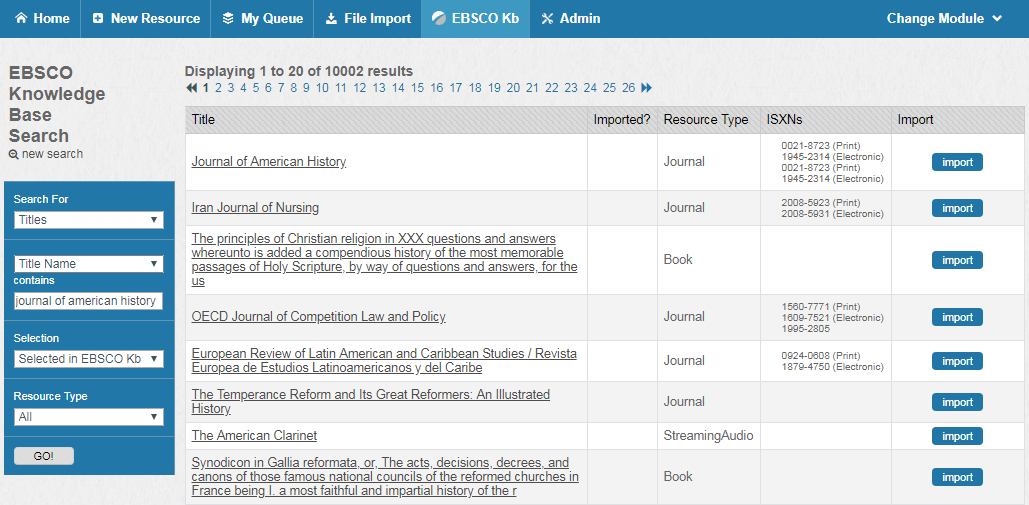 Home New Resource My Queue File Import EBSCO Kb Admin Change Module
EBSCO
Knowledge
Base
Search
new search
Search For
Titles
Title Name
contains
journal of american history
Selection
Selected in EBSCO Kb
Resource Type
All
GO!
Displaying 1 to 20 of 10002 results
1 2 3 4 5 6 7 8 9 10 11 12 13 14 15 16 17 18 19 20 21 22 23 24 25 26
Title Imported? Resource Type ISXNs Import
Journal of American History Journal 0021-8723 (Print) import
1945-2314 (Electronic)
0021-8723 (Print)
1945-2314 (Electronic)
Iran Journal of Nursing Journal 2008-5923 (Print) import
2008-5931 (Electronic)
The principles of Christian religion in XXX questions and answers
whereunto is added a compendious history of the most memorable
passages of Holy Scripture, by way of questions and answers, for the
us
Book import
OECD Journal of Competition Law and Policy Journal 1560-7771 (Print) import
1609-7521 (Electronic)
1995-2805
European Review of Latin American and Caribbean Studies / Revista
Europea de Estudios Latinoamericanos y del Caribe
Journal 0924-0608 (Print) import
1879-4750 (Electronic)
The Temperance Reform and Its Great Reformers: An Illustrated
History
Journal import
The American Clarinet StreamingAudio import
Synodicon in Gallia reformata, or, The acts, decisions, decrees, and
canons of those famous national councils of the reformed churches in
France being I. a most faithful and impartial history of the r
Book import